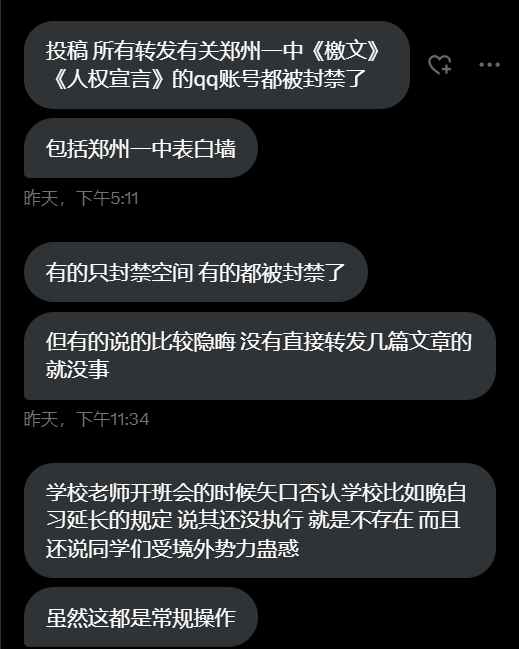 投稿 所有转发有关郑州一中《檄文》
《人权宣言》的qq账号都被封禁了
包括郑州一中表白墙
昨天，下午5:11
有的只封禁空间 有的都被封禁了
但有的说的比较隐晦 没有直接转发几篇文章的
就没事
昨天，下午11:34
学校老师开班会的时候矢口否认学校比如晚自
习延长的规定 说其还没执行 就是不存在 而且
还说同学们受境外势力蛊惑
虽然这都是常规操作